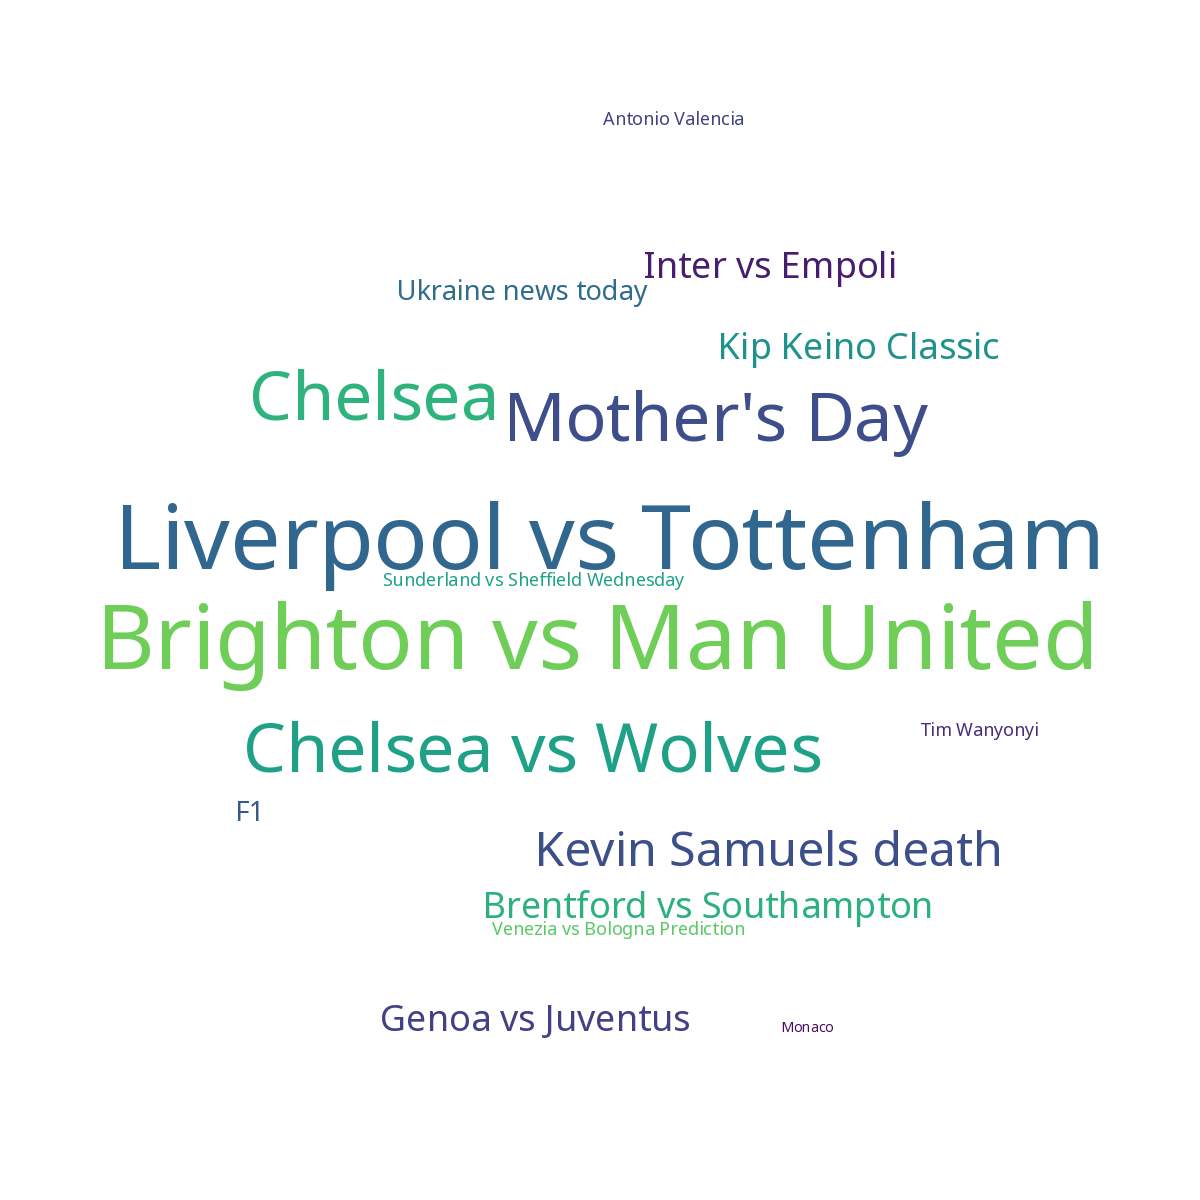 Antonio Valencia
Inter vs Empoli
Ukraine news today
Kip Keino Classic
Chelsea
Mother's Day
Liverpool vs Tottenham
Sunderland vs Sheffield Wednesday
Brighton vs Man United
Tim Wanyonyi
Chelsea vs Wolves
F1
Kevin Samuels death
Brentford vs Southampton
Venezia vs Bologna Prediction
Genoa vs Juventus
Monaco